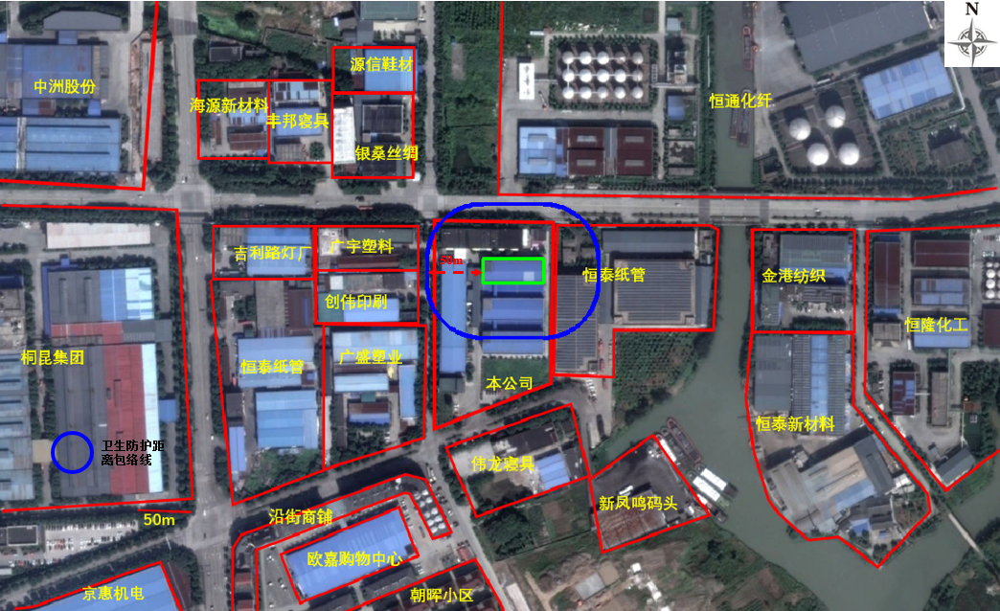 N
源信鞋材
中洲股份
海源新材料
丰邦寝具
恒通化纤
银桑丝绸
吉利路灯厂
广宇塑料
50m
恒泰纸管
金港纺织
创伟印刷
恒隆化工
桐昆集团
恒泰纸管
广盛塑业
本公司
恒泰新材料
卫生防护距
离包络线
伟龙寝具
新凤鸣码头
50m
沿街商铺
欧嘉购物中心
京惠机电
朝晖小区